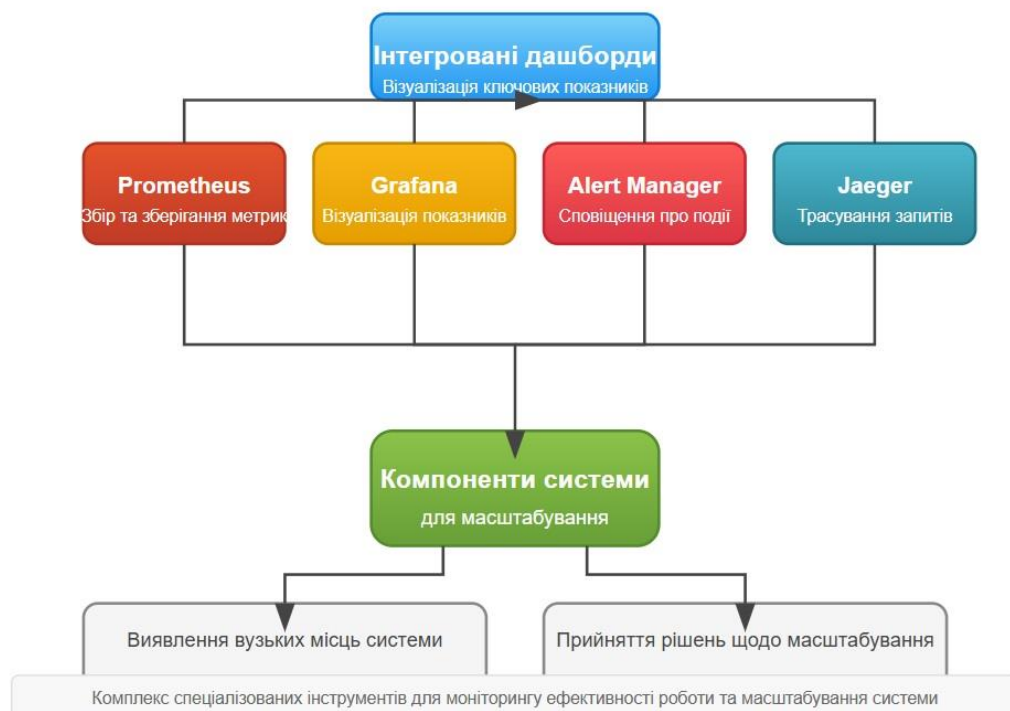 Інтегровані дашборди
Візуалізація ключових показників
Prometheus
Збір та зберігання метрик
Grafana
Візуалізація показників
Alert Manager
Сповіщення про події
Jaeger
Трасування запитів
Компоненти системи
для масштабування
Виявлення вузьких місць системи
Прийняття рішень щодо масштабування
Комплекс спеціалізованих інструментів для моніторингу ефективності роботи та масштабування системи